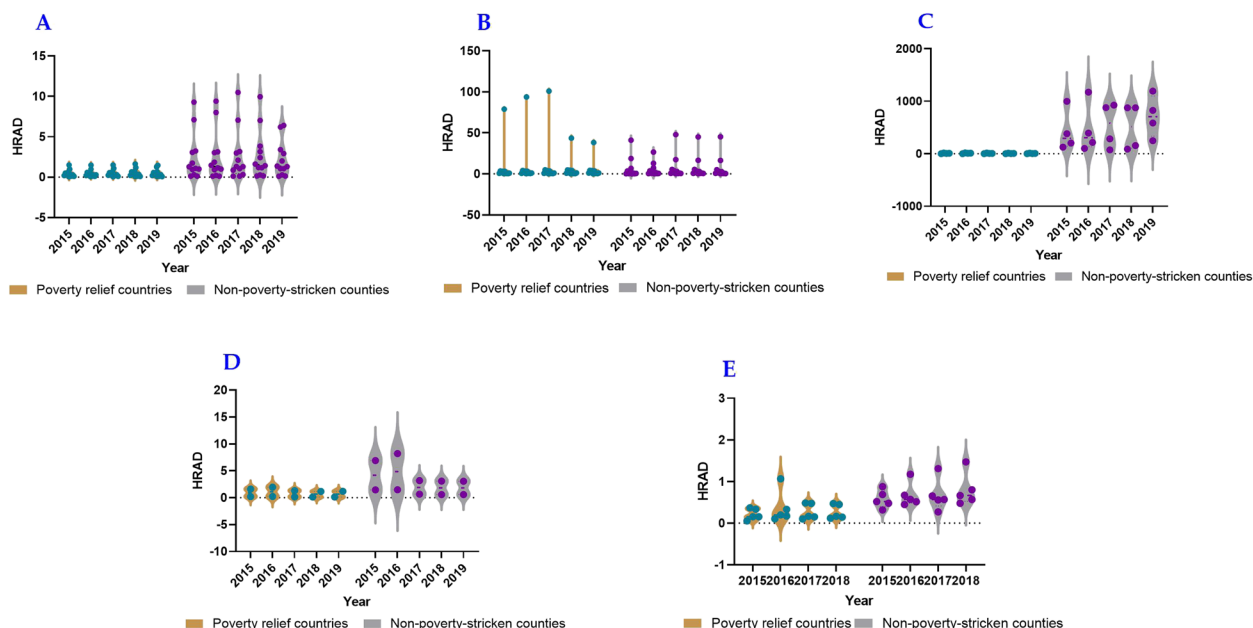 A
HRAD
15
10
5
0
-5
2015 2016 2017 2018 2019 2015 2016 2017 2018 2019
Year
Poverty relief countries Non-poverty-stricken counties
B
HRAD
150
100
50
0
-50
2015 2016 2017 2018 2019 2015 2016 2017 2018 2019
Year
Poverty relief countries Non-poverty-stricken counties
C
HRAD
2000
1000
0
-1000
2015 2016 2017 2018 2019 2015 2016 2017 2018 2019
Year
Poverty relief countries Non-poverty-stricken counties
D
HRAD
20
15
10
5
0
-5
-10
2015 2016 2017 2018 2019 2015 2016 2017 2018 2019
Year
Poverty relief countries Non-poverty-stricken counties
E
HRAD
3
2
1
0
-1
2015 2016 2017 2018 2015 2016 2017 2018
Year
Poverty relief countries Non-poverty-stricken counties